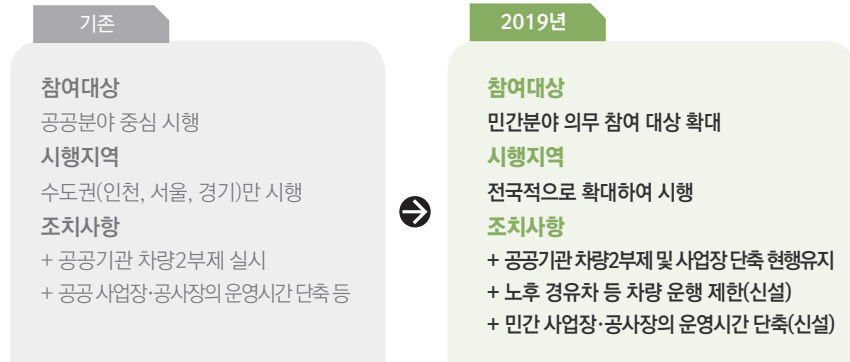 기존
참여대상
공공분야 중심 시행
시행지역
수도권(인천, 서울, 경기)만 시행
조치사항
+ 공공기관 차량2부제 실시
+ 공공 사업장·공사장의 운영시간 단축 등
2019년
참여대상
민간분야 의무 참여 대상 확대
시행지역
전국적으로 확대하여 시행
조치사항
+ 공공기관 차량2부제 및 사업장 단축 현행유지
+ 노후 경유차 등 차량 운행 제한(신설)
+ 민간 사업장·공사장의 운영시간 단축(신설)